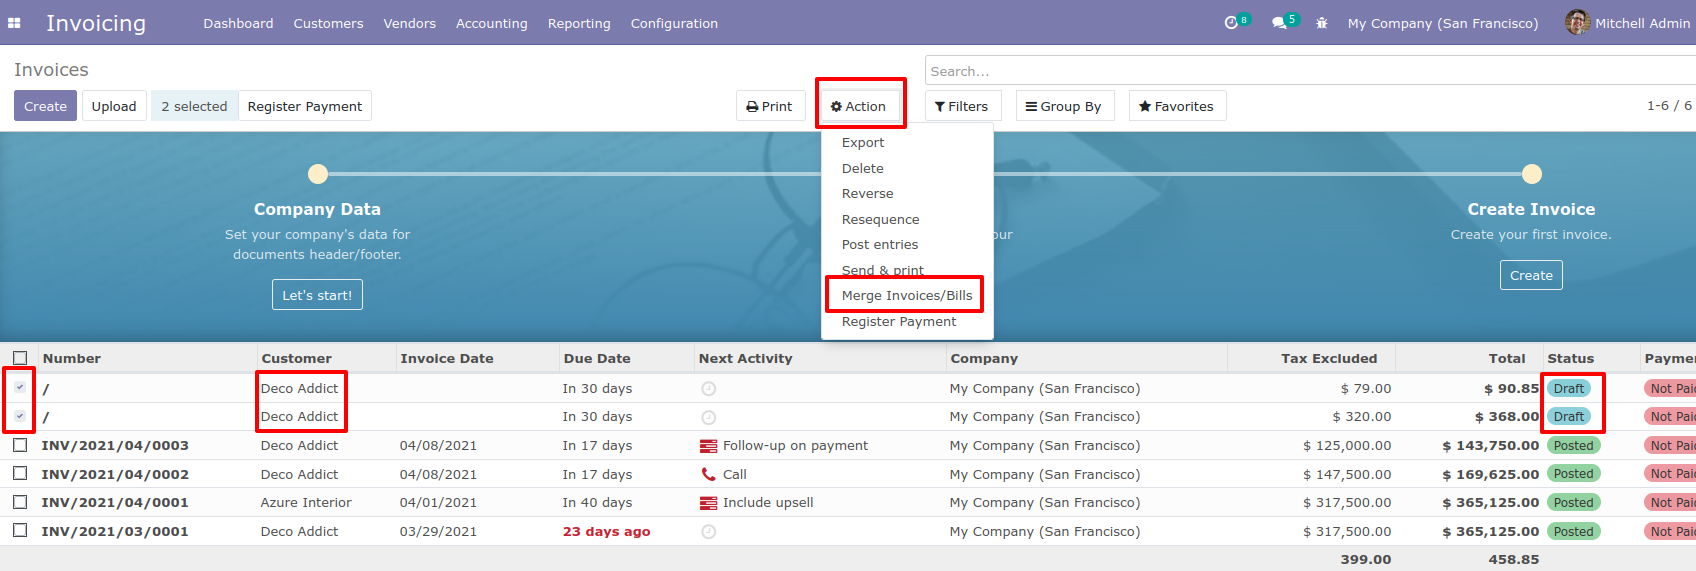 Invoicing Dashboard Customers Vendors Accounting Reporting Configuration 8 5 My Company (San Francisco) Mitchell Admin
Invoices
Search...
Create Upload 2 selected Register Payment Print Action Filters Group By Favorites 1-6 / 6
Export
Delete
Reverse
Resequence
Post entries
Send & print
Merge Invoices/Bills
Register Payment
Company Data
Set your company's data for
documents header/footer.
Let's start!
our
Create Invoice
Create your first invoice.
Create
Number Customer Invoice Date Due Date Next Activity Company Tax Excluded Total Status Payme
/ Deco Addict In 30 days My Company (San Francisco) $ 79.00 $ 90.85 Draft Not Paid
/ Deco Addict In 30 days My Company (San Francisco) $ 320.00 $ 368.00 Draft Not Paid
INV/2021/04/0003 Deco Addict 04/08/2021 In 17 days Follow-up on payment My Company (San Francisco) $ 125,000.00 $ 143,750.00 Posted Not Paid
INV/2021/04/0002 Deco Addict 04/08/2021 In 17 days Call My Company (San Francisco) $ 147,500.00 $ 169,625.00 Posted Not Paid
INV/2021/04/0001 Azure Interior 04/01/2021 In 40 days Include upsell My Company (San Francisco) $ 317,500.00 $ 365,125.00 Posted Not Paid
INV/2021/03/0001 Deco Addict 03/29/2021 23 days ago My Company (San Francisco) $ 317,500.00 $ 365,125.00 Posted Not Paid
399.00 458.85